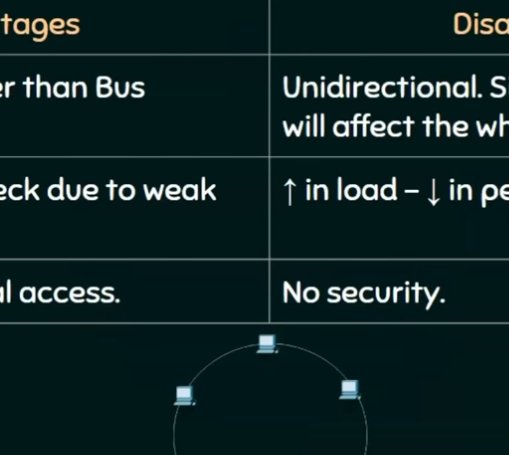 tages
Disa
er than Bus
Unidirectional. S
will affect the wh
eck due to weak
↑ in load – ↓ in pe
al access.
No security.